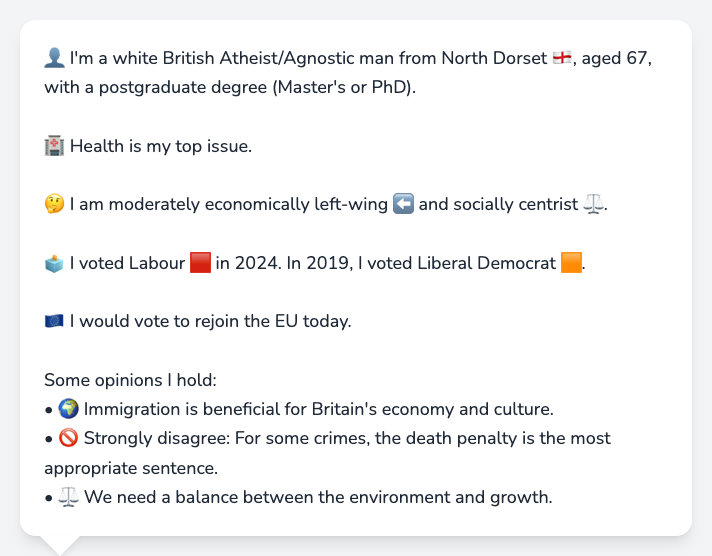 👤 I'm a white British Atheist/Agnostic man from North Dorset 🏴󠁧󠁢󠁥󠁮󠁧󠁿, aged 67,
with a postgraduate degree (Master's or PhD).
🏥 Health is my top issue.
🤔 I am moderately economically left-wing ⬅️ and socially centrist ⚖️.
🗳️ I voted Labour 🟥 in 2024. In 2019, I voted Liberal Democrat 🟧.
🇪🇺 I would vote to rejoin the EU today.
Some opinions I hold:
• 🌍 Immigration is beneficial for Britain's economy and culture.
• 🚫 Strongly disagree: For some crimes, the death penalty is the most
appropriate sentence.
• ⚖️ We need a balance between the environment and growth.